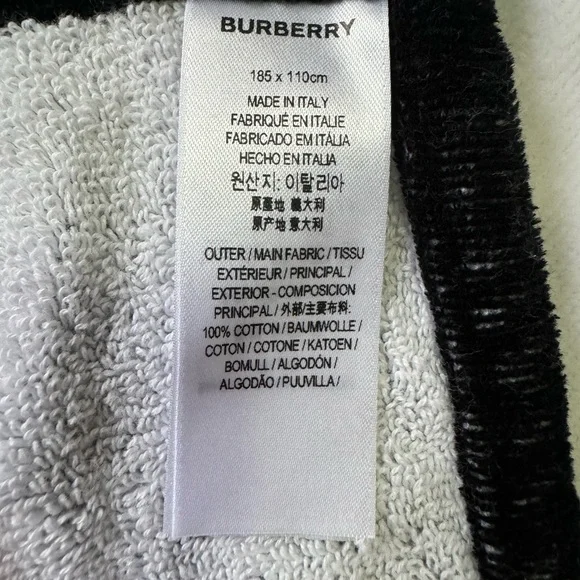 BURBERRY
185 x 110cm
MADE IN ITALY
FABRIQUÉ EN ITALIE
FABRICADO EM ITÁLIA
HECHO EN ITALIA
원산지: 이탈리아
原產地 義大利
原产地 意大利
OUTER / MAIN FABRIC / TISSU
EXTÉRIEUR / PRINCIPAL /
EXTERIOR - COMPOSICION
PRINCIPAL / 外部/主要布料:
100% COTTON / BAUMWOLLE /
COTON / COTONE / KATOEN /
BOMULL / ALGODÓN /
ALGODÃO / PUUVILLA /